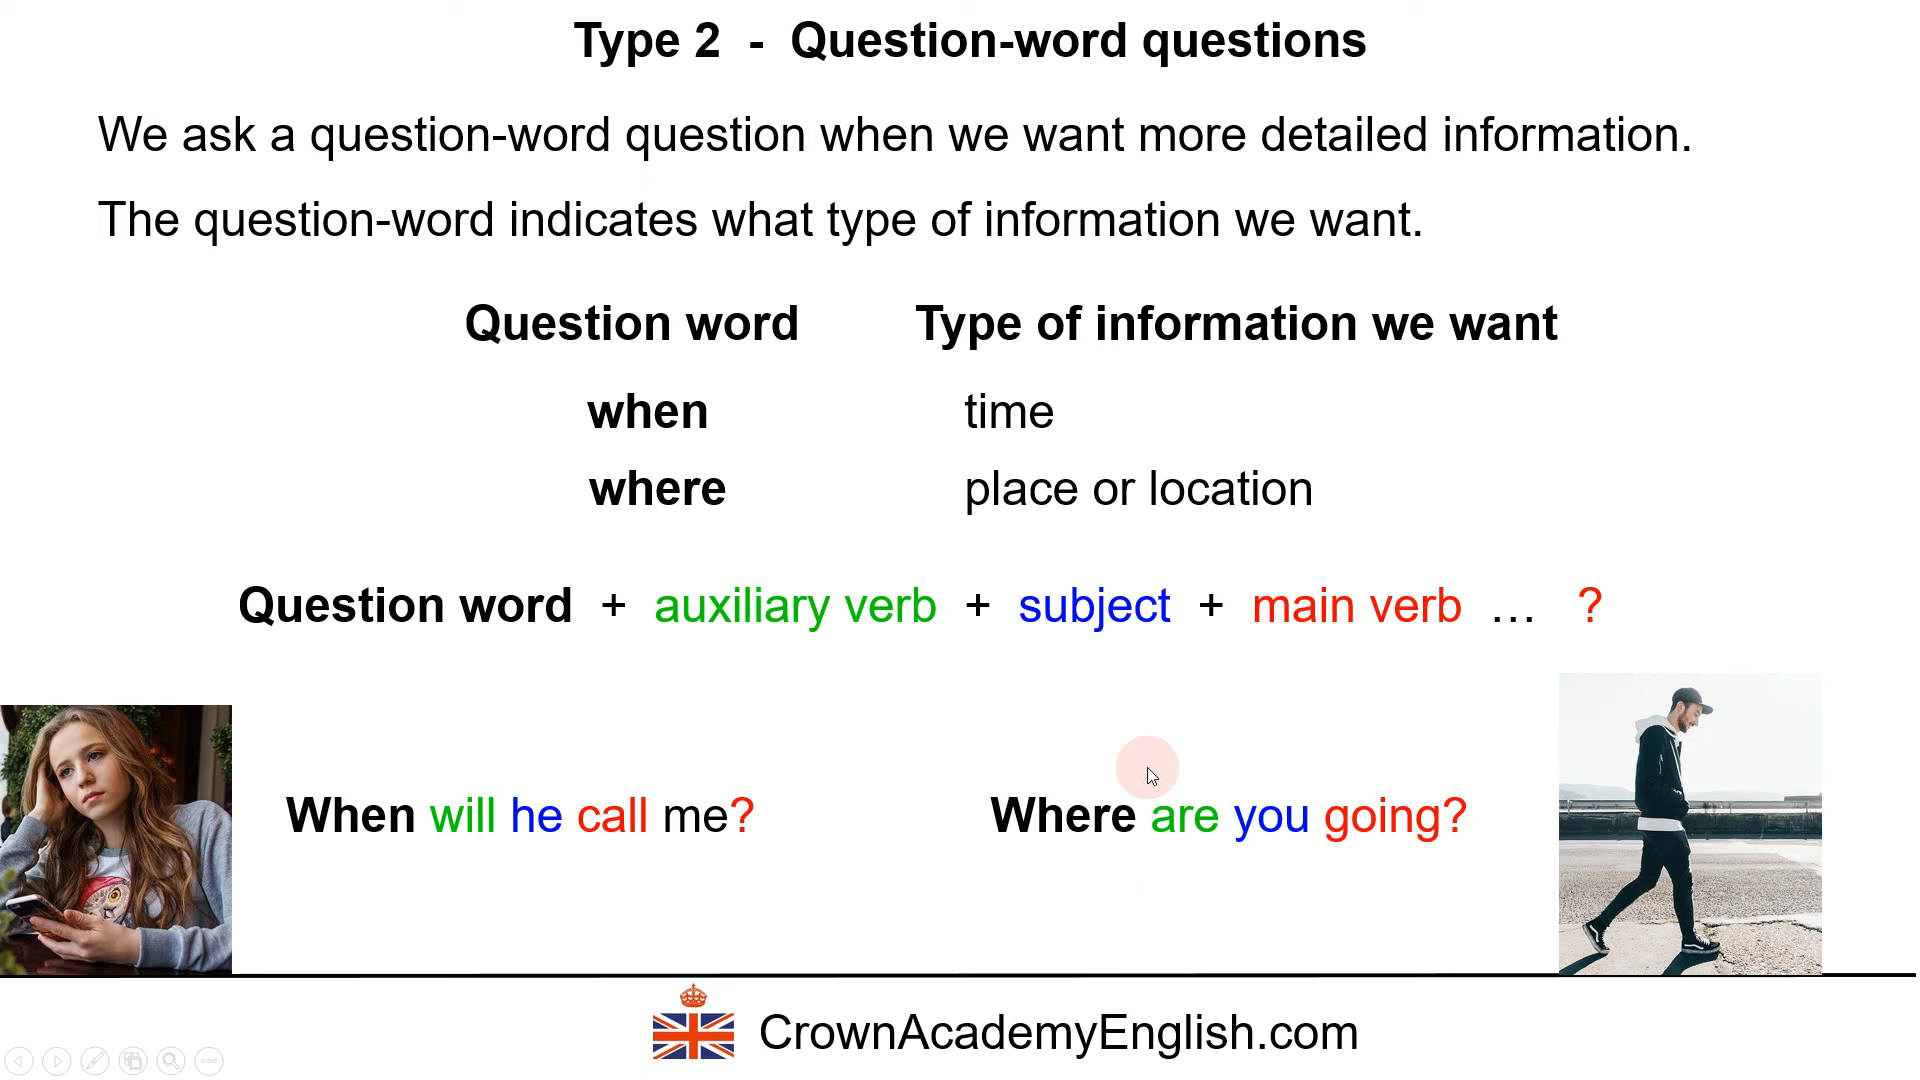 Type 2 - Question-word questions
We ask a question-word question when we want more detailed information.
The question-word indicates what type of information we want.
Question word Type of information we want
when time
where place or location
Question word + auxiliary verb + subject + main verb … ?
When will he call me? Where are you going?
CrownAcademyEnglish.com